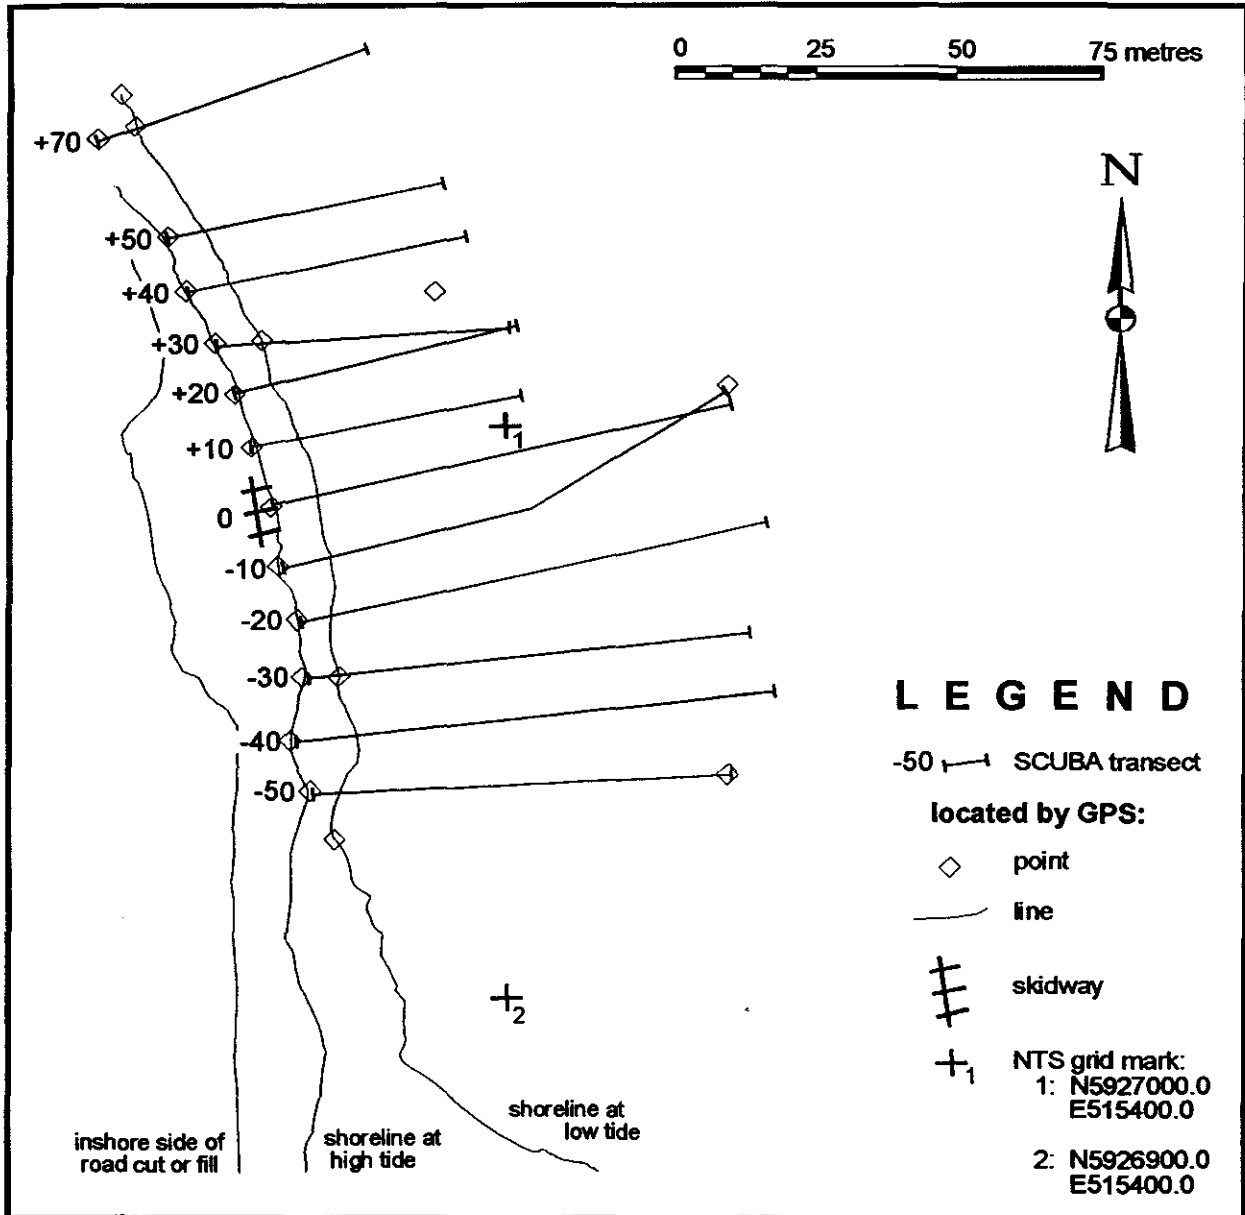 0 25 50 75 metres
N
+70
+50
+40
+30
+20
+10
1
0
-10
-20
-30
-40
-50
2
L E G E N D
-50 SCUBA transect
located by GPS:
point
line
skidway
1 NTS grid mark:
1: N5927000.0
E515400.0
2: N5926900.0
E515400.0
inshore side of
road cut or fill
shoreline at
high tide
shoreline at
low tide